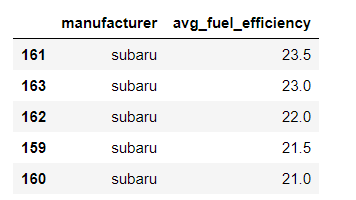 manufacturer avg_fuel_efficiency
161 subaru 23.5
163 subaru 23.0
162 subaru 22.0
159 subaru 21.5
160 subaru 21.0